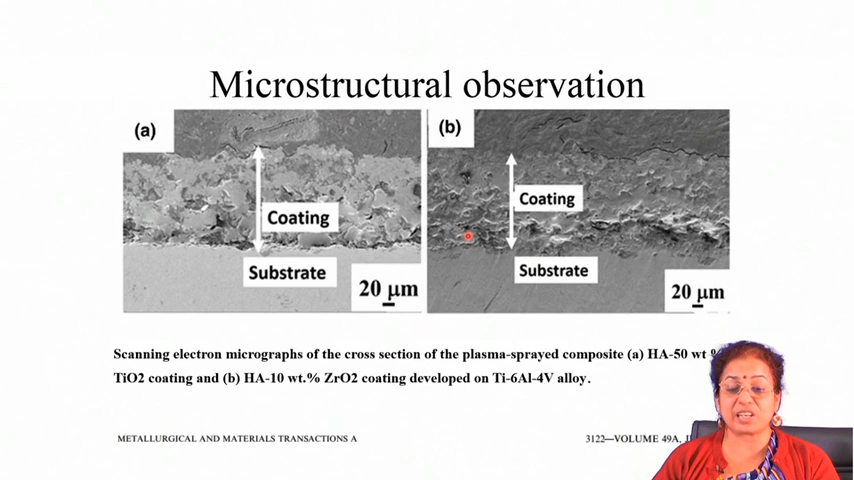 Microstructural observation
(a)
(b)
Coating
Coating
Substrate
Substrate
20 μm
20 μm
Scanning electron micrographs of the cross section of the plasma-sprayed composite (a) HA-50 wt
TiO2 coating and (b) HA-10 wt.% ZrO2 coating developed on Ti-6Al-4V alloy.
METALLURGICAL AND MATERIALS TRANSACTIONS A
3122—VOLUME 49A,